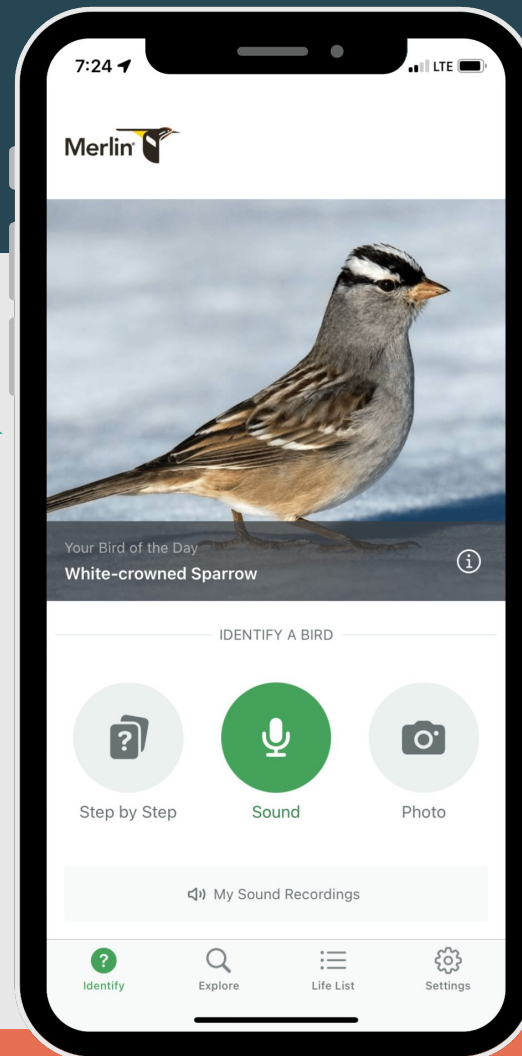 7:24
LTE
Merlin
Your Bird of the Day
White-crowned Sparrow
IDENTIFY A BIRD
Step by Step
Sound
Photo
My Sound Recordings
Identify
Explore
Life List
Settings